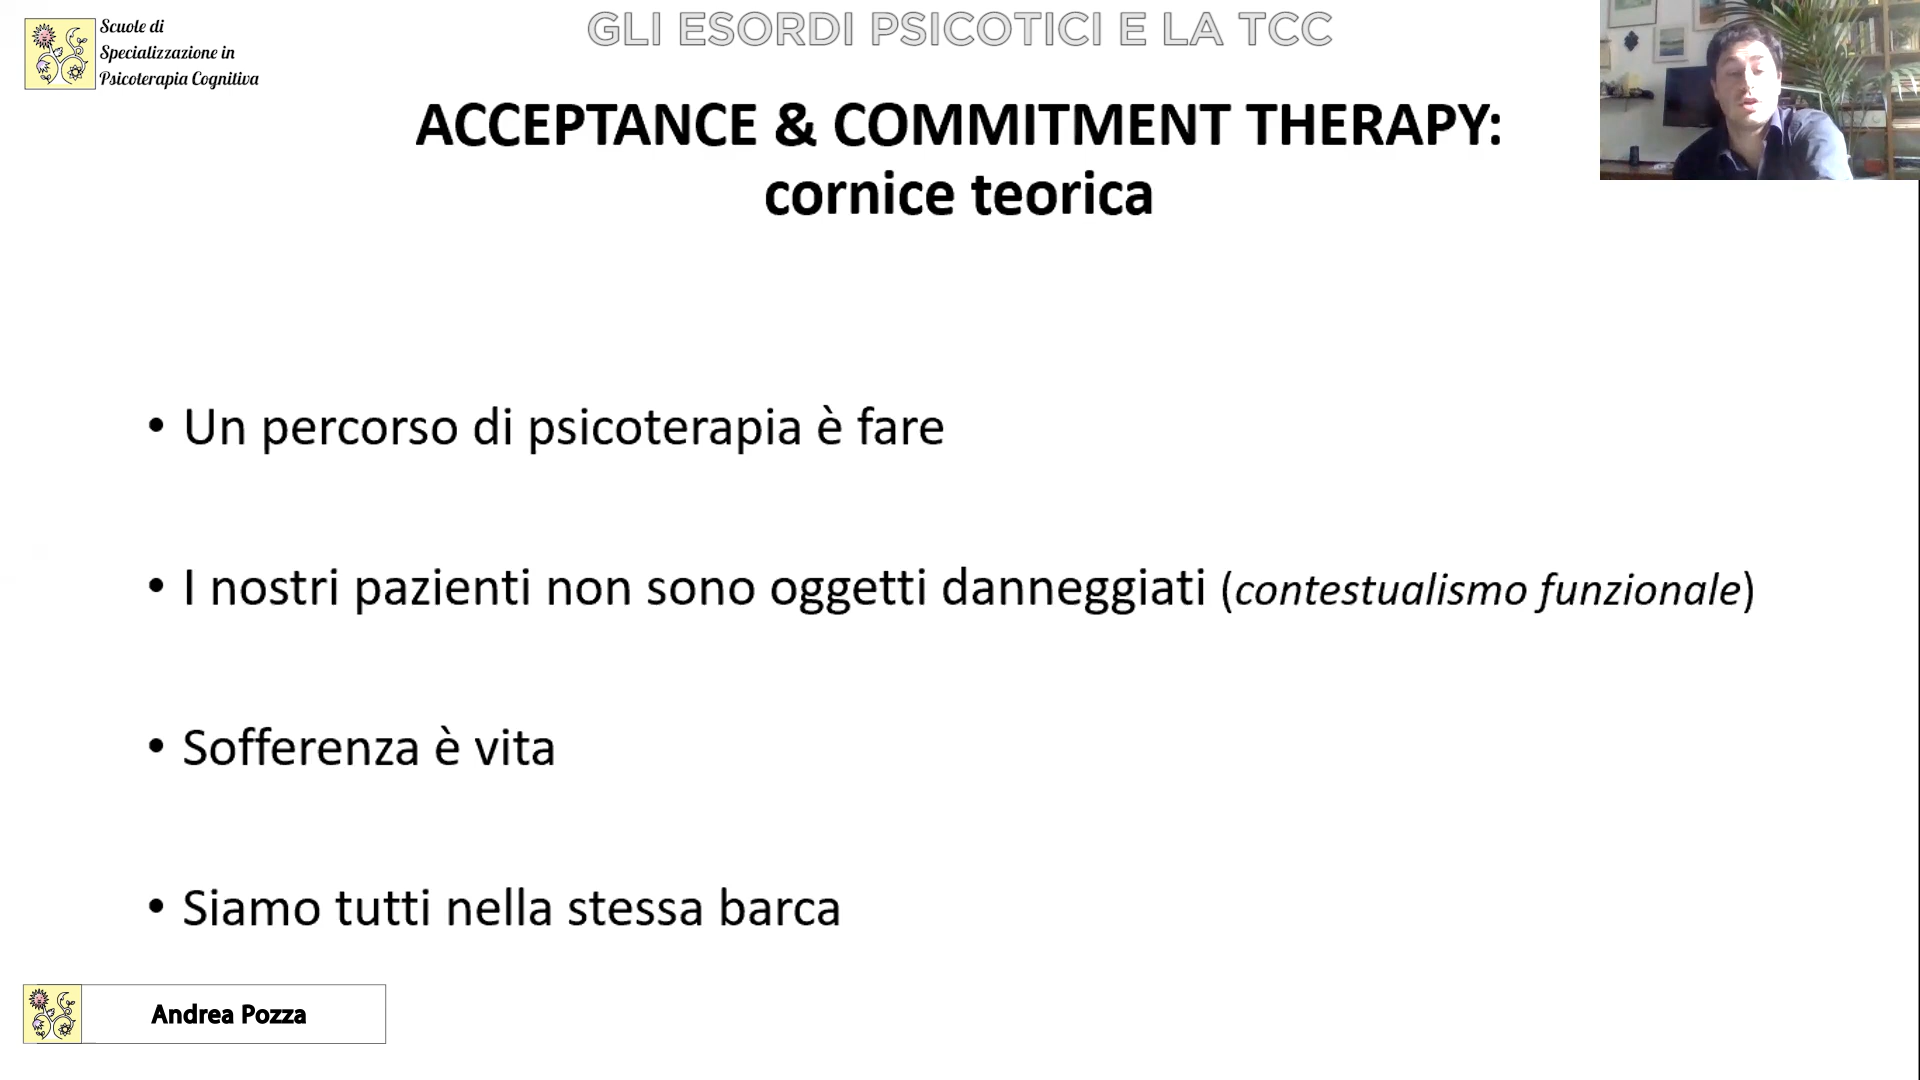 Scuole di
Specializzazione in
Psicoterapia Cognitiva
GLI ESORDI PSICOTICI E LA TCC
ACCEPTANCE & COMMITMENT THERAPY:
cornice teorica
• Un percorso di psicoterapia è fare
• I nostri pazienti non sono oggetti danneggiati (contestualismo funzionale)
• Sofferenza è vita
• Siamo tutti nella stessa barca
Andrea Pozza